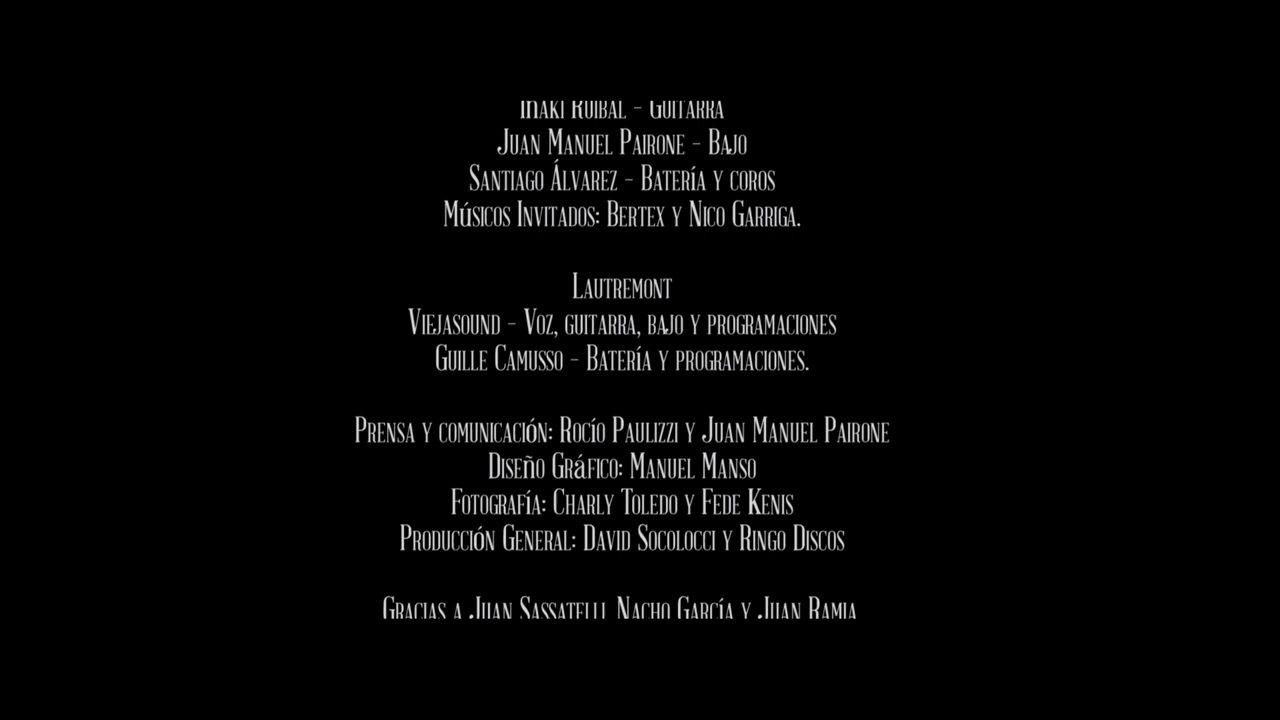 Iñaki Ruibal - Guitarra
Juan Manuel Pairone - Bajo
Santiago Álvarez - Batería y coros
Músicos Invitados: Bertex y Nico Garriga.
Lautremont
Viejasound - Voz, guitarra, bajo y programaciones
Guille Camusso - Batería y programaciones.
Prensa y comunicación: Rocío Paulizzi y Juan Manuel Pairone
Diseño Gráfico: Manuel Manso
Fotografía: Charly Toledo y Fede Kenis
Producción General: David Socolocci y Ringo Discos
Gracias a Juan Sassatelli, Nacho García y Juan Ramia